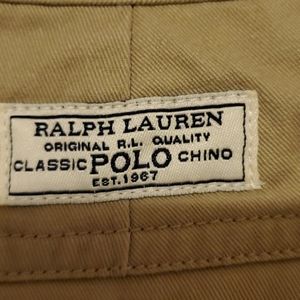 RALPH LAUREN
ORIGINAL R.L. QUALITY
CLASSIC POLO CHINO
EST. 1967